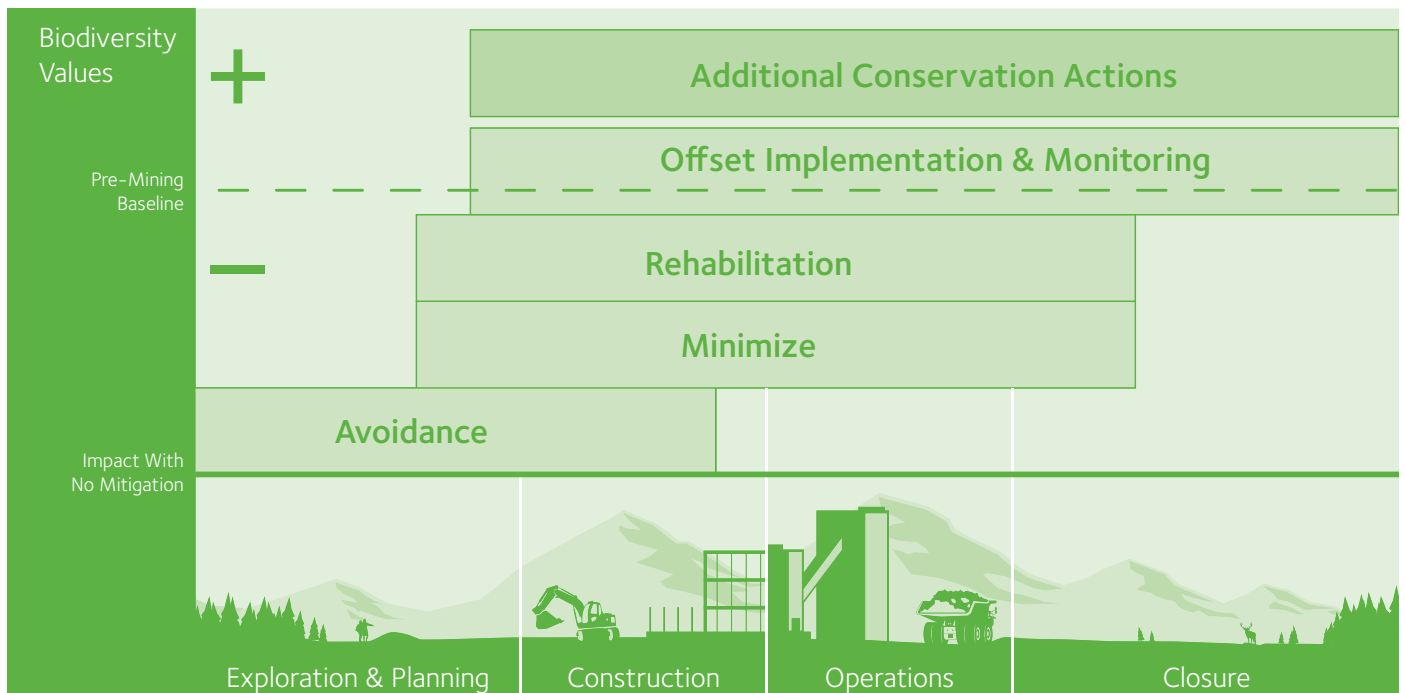 Biodiversity
Values
Additional Conservation Actions
Offset Implementation & Monitoring
Pre-Mining
Baseline
Rehabilitation
Minimize
Avoidance
Impact With
No Mitigation
Exploration & Planning
Construction
Operations
Closure